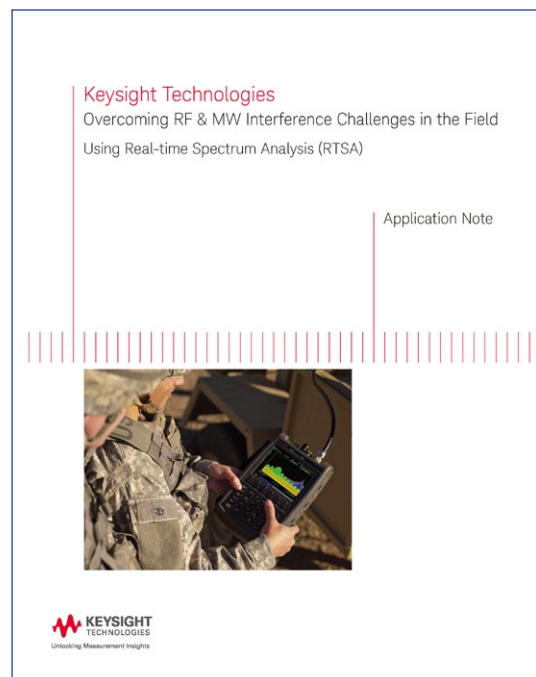 Keysight Technologies
Overcoming RF & MW Interference Challenges in the Field
Using Real-time Spectrum Analysis (RTSA)
Application Note
KEYSIGHT
TECHNOLOGIES
Unlocking Measurement Insights